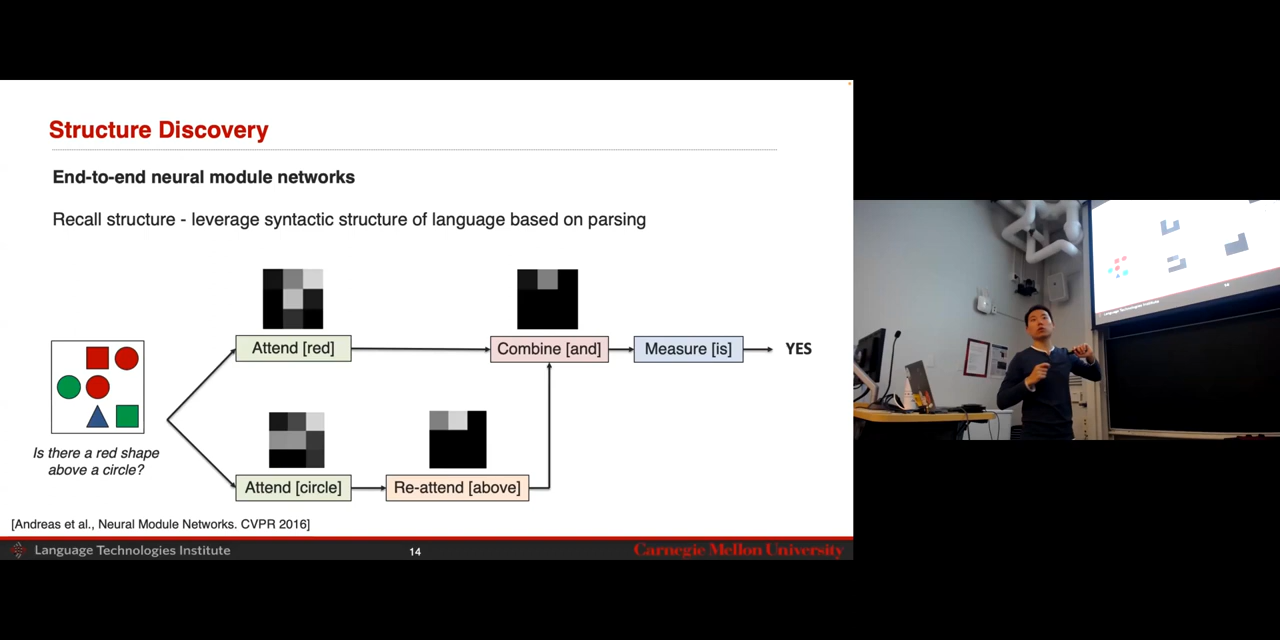 Structure Discovery
End-to-end neural module networks
Recall structure - leverage syntactic structure of language based on parsing
Attend [red]
Combine [and]
Measure [is]
YES
Is there a red shape
above a circle?
Attend [circle]
Re-attend [above]
[Andreas et al., Neural Module Networks. CVPR 2016]
Language Technologies Institute
14
Carnegie Mellon University